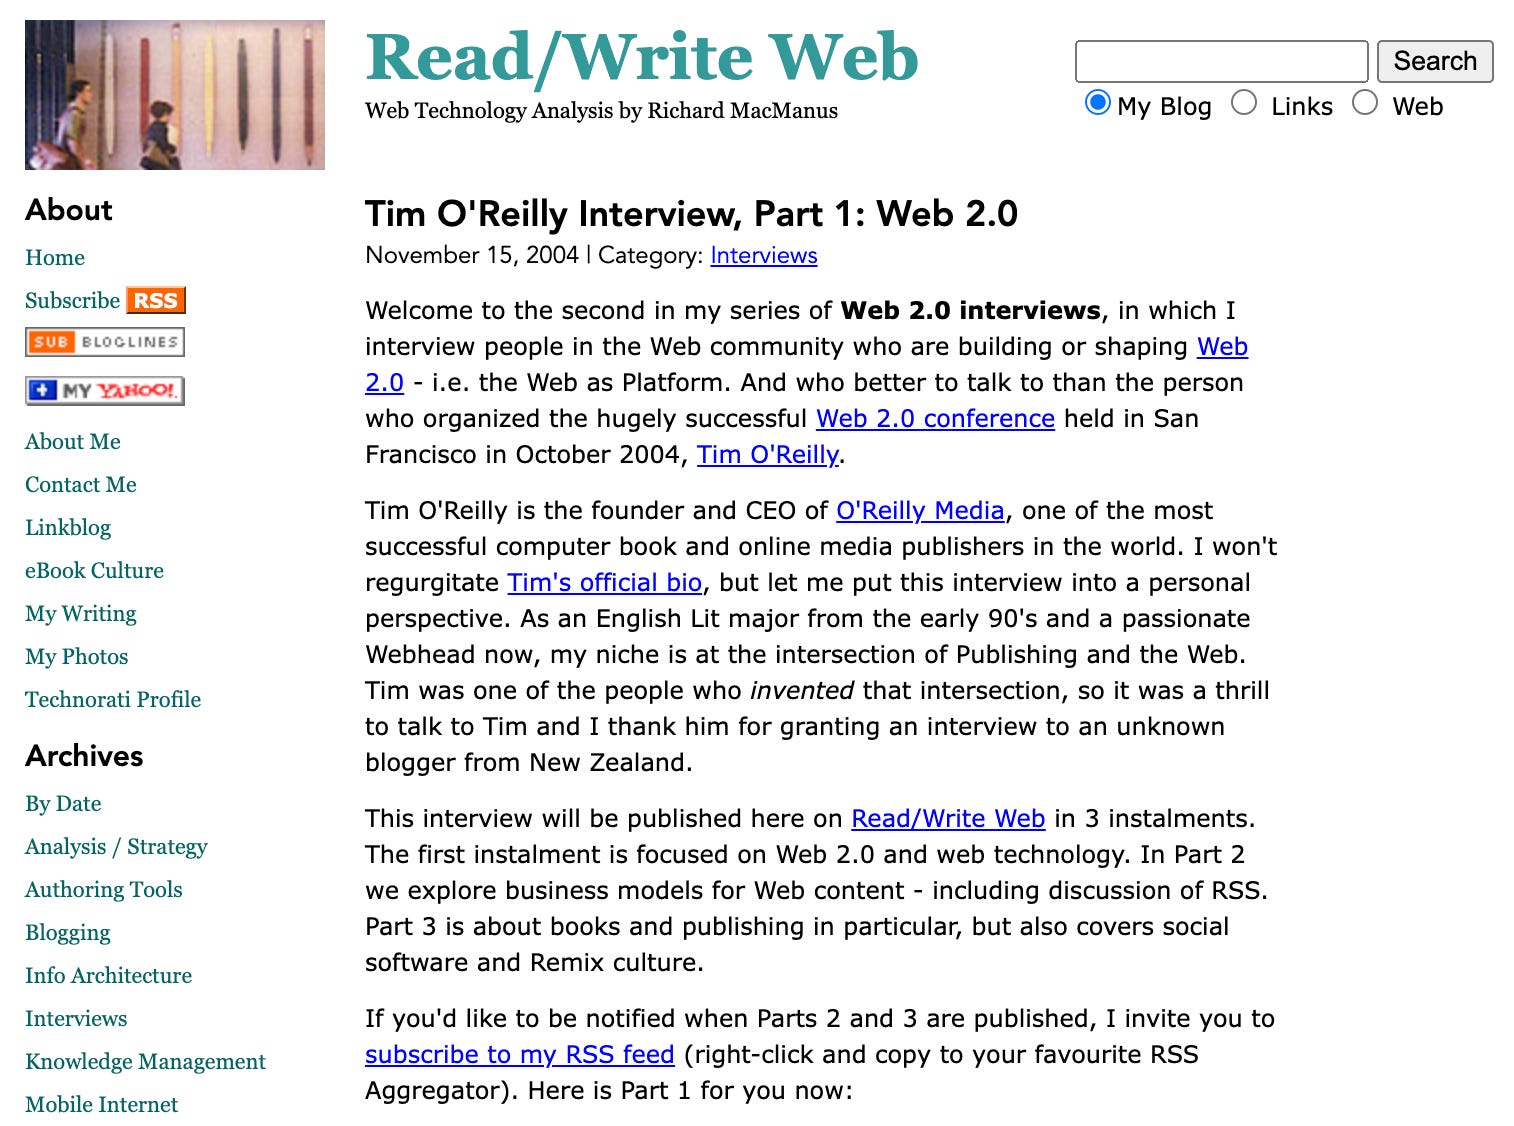 Read/Write Web
Web Technology Analysis by Richard MacManus
Search
My Blog Links Web
About
Home
Subscribe RSS
SUB BLOGLINES
+ MY YAHOO!
About Me
Contact Me
Linkblog
eBook Culture
My Writing
My Photos
Technorati Profile
Archives
By Date
Analysis / Strategy
Authoring Tools
Blogging
Info Architecture
Interviews
Knowledge Management
Mobile Internet
Tim O'Reilly Interview, Part 1: Web 2.0
November 15, 2004 | Category: Interviews
Welcome to the second in my series of Web 2.0 interviews, in which I
interview people in the Web community who are building or shaping Web
2.0 - i.e. the Web as Platform. And who better to talk to than the person
who organized the hugely successful Web 2.0 conference held in San
Francisco in October 2004, Tim O'Reilly.
Tim O'Reilly is the founder and CEO of O'Reilly Media, one of the most
successful computer book and online media publishers in the world. I won't
regurgitate Tim's official bio, but let me put this interview into a personal
perspective. As an English Lit major from the early 90's and a passionate
Webhead now, my niche is at the intersection of Publishing and the Web.
Tim was one of the people who invented that intersection, so it was a thrill
to talk to Tim and I thank him for granting an interview to an unknown
blogger from New Zealand.
This interview will be published here on Read/Write Web in 3 instalments.
The first instalment is focused on Web 2.0 and web technology. In Part 2
we explore business models for Web content - including discussion of RSS.
Part 3 is about books and publishing in particular, but also covers social
software and Remix culture.
If you'd like to be notified when Parts 2 and 3 are published, I invite you to
subscribe to my RSS feed (right-click and copy to your favourite RSS
Aggregator). Here is Part 1 for you now: